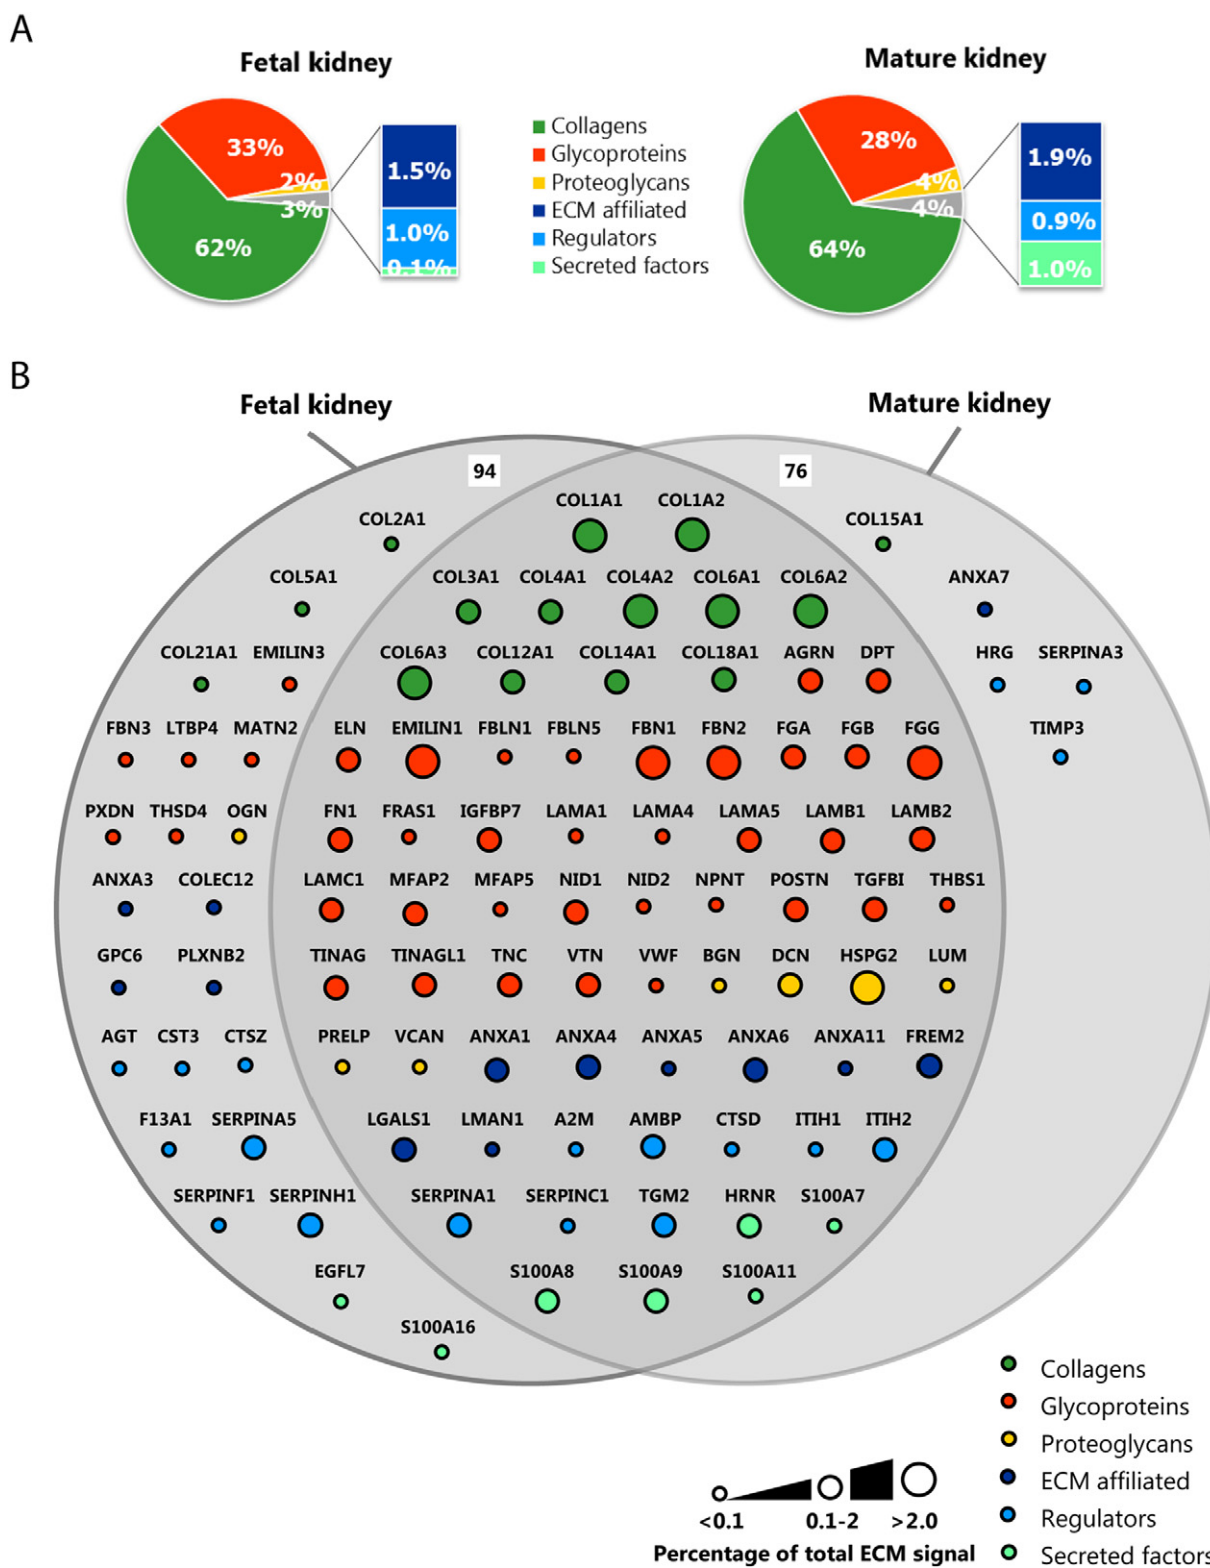 A
Fetal kidney
Mature kidney
33%
2%
3%
62%
1.5%
1.0%
0.1%
Collagens
Glycoproteins
Proteoglycans
ECM affiliated
Regulators
Secreted factors
28%
4%
4%
64%
1.9%
0.9%
1.0%
B
Fetal kidney
Mature kidney
94
76
COL1A1 COL1A2
COL2A1 COL15A1
COL5A1 COL3A1 COL4A1 COL4A2 COL6A1 COL6A2 ANXA7
COL21A1 EMILIN3 COL6A3 COL12A1 COL14A1 COL18A1 AGRN DPT HRG SERPINA3
FBN3 LTBP4 MATN2 ELN EMILIN1 FBLN1 FBLN5 FBN1 FBN2 FGA FGB FGG TIMP3
PXDN THSD4 OGN FN1 FRAS1 IGFBP7 LAMA1 LAMA4 LAMA5 LAMB1 LAMB2
ANXA3 COLEC12 LAMC1 MFAP2 MFAP5 NID1 NID2 NPNT POSTN TGFBI THBS1
GPC6 PLXNB2 TINAG TINAGL1 TNC VTN VWF BGN DCN HSPG2 LUM
AGT CST3 CTSZ PRELP VCAN ANXA1 ANXA4 ANXA5 ANXA6 ANXA11 FREM2
F13A1 SERPINA5 LGALS1 LMAN1 A2M AMBP CTSD ITIH1 ITIH2
SERPINF1 SERPINH1 SERPINA1 SERPINC1 TGM2 HRNR S100A7
EGFL7 S100A8 S100A9 S100A11
S100A16
Collagens
Glycoproteins
Proteoglycans
ECM affiliated
Regulators
Secreted factors
<0.1 0.1-2 >2.0
Percentage of total ECM signal